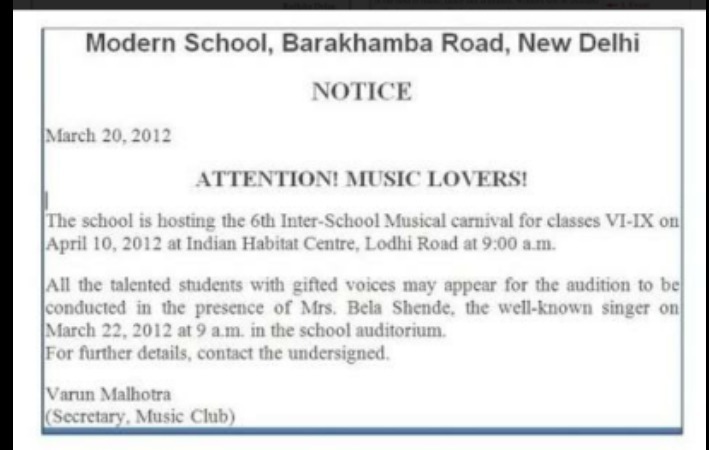 Modern School, Barakhamba Road, New Delhi
NOTICE
March 20, 2012
ATTENTION! MUSIC LOVERS!
The school is hosting the 6th Inter-School Musical carnival for classes VI-IX on
April 10, 2012 at Indian Habitat Centre, Lodhi Road at 9:00 a.m.
All the talented students with gifted voices may appear for the audition to be
conducted in the presence of Mrs. Bela Shende, the well-known singer on
March 22, 2012 at 9 a.m. in the school auditorium.
For further details, contact the undersigned.
Varun Malhotra
(Secretary, Music Club)